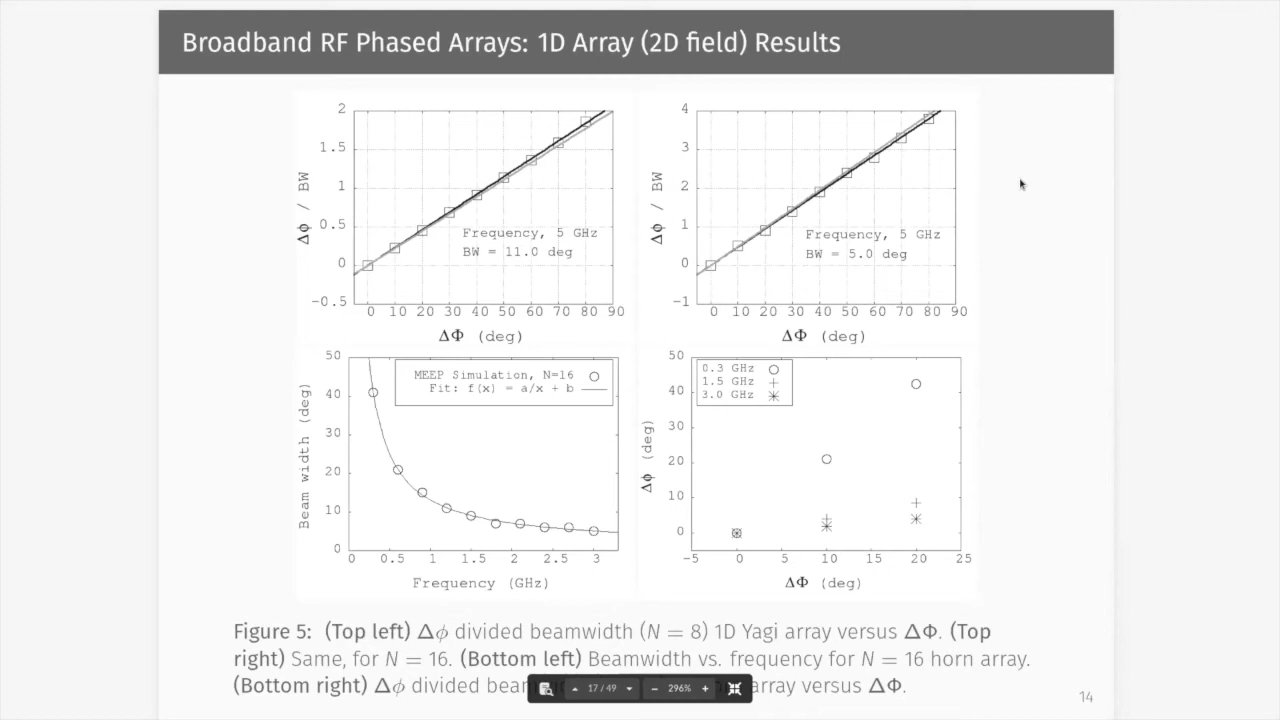 Broadband RF Phased Arrays: 1D Array (2D field) Results
2
1.5
1
0.5
0
-0.5
Δϕ / BW
Frequency, 5 GHz
BW = 11.0 deg
0 10 20 30 40 50 60 70 80 90
ΔΦ (deg)
4
3
2
1
0
-1
Δϕ / BW
Frequency, 5 GHz
BW = 5.0 deg
0 10 20 30 40 50 60 70 80 90
ΔΦ (deg)
50
40
30
20
10
0
Beam width (deg)
MEEP Simulation, N=16
Fit: f(x) = a/x + b
0 0.5 1 1.5 2 2.5 3
Frequency (GHz)
50
40
30
20
10
0
Δϕ (deg)
0.3 GHz
1.5 GHz
3.0 GHz
-5 0 5 10 15 20 25
ΔΦ (deg)
Figure 5: (Top left) Δϕ divided beamwidth (N = 8) 1D Yagi array versus ΔΦ. (Top
right) Same, for N = 16. (Bottom left) Beamwidth vs. frequency for N = 16 horn array.
(Bottom right) Δϕ divided array versus ΔΦ.
17 / 49 − 296% +
14